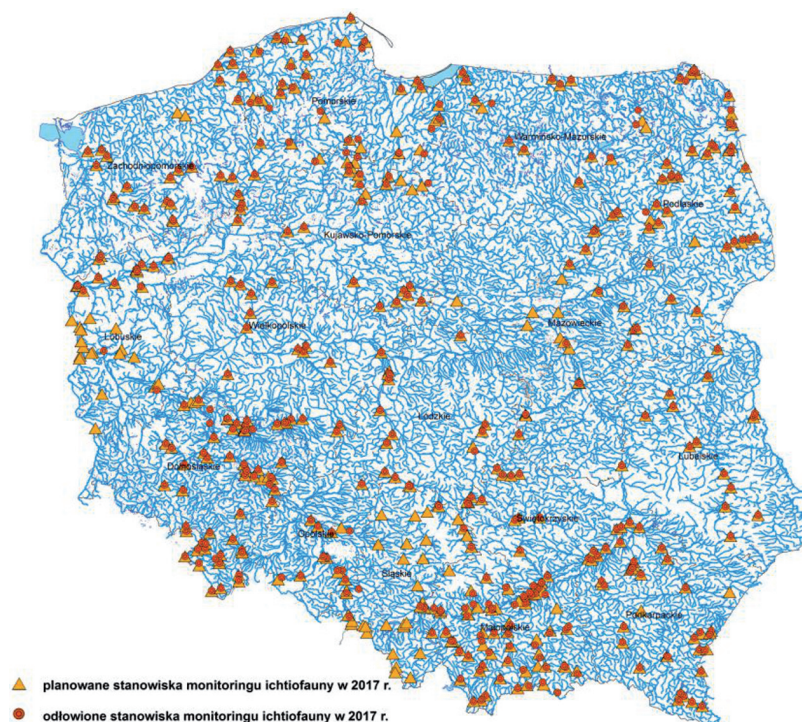 Pomorskie
Warmińsko-Mazurskie
Zachodniopomorskie
Podlaskie
Kujawsko-Pomorskie
Wielkopolskie
Mazowieckie
Lubuskie
Łódzkie
Dolnośląskie
Lubelskie
Świętokrzyskie
Opolskie
Śląskie
Podkarpackie
Małopolskie
planowane stanowiska monitoringu ichtiofauny w 2017 r.
odłowione stanowiska monitoringu ichtiofauny w 2017 r.